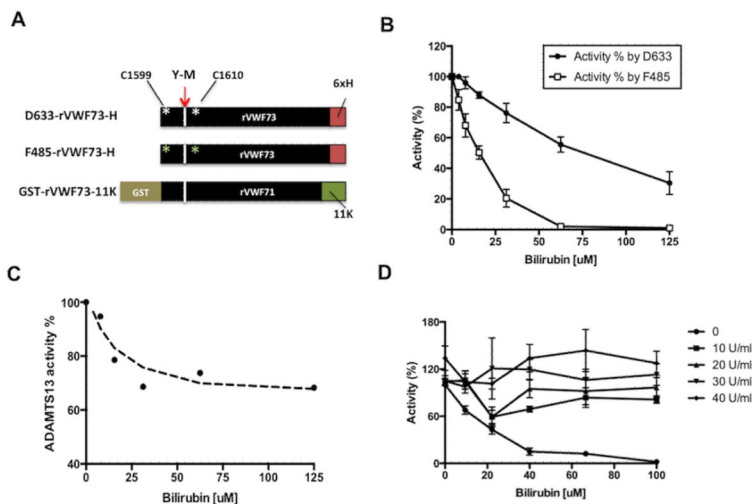 A
C1599
Y-M
C1610
6xH
D633-rVWF73-H
* * rVWF73
F485-rVWF73-H
* * rVWF73
GST-rVWF73-11K
GST
rVWF71
11K
B
Activity % by D633
Activity % by F485
120
100
80
60
40
20
0
Activity (%)
0 25 50 75 100 125
Bilirubin [uM]
C
100
80
60
40
ADAMTS13 activity %
0 25 50 75 100 125
Bilirubin [uM]
D
180
120
60
0
Activity (%)
0 20 40 60 80 100
Bilirubin [uM]
0
10 U/ml
20 U/ml
30 U/ml
40 U/ml